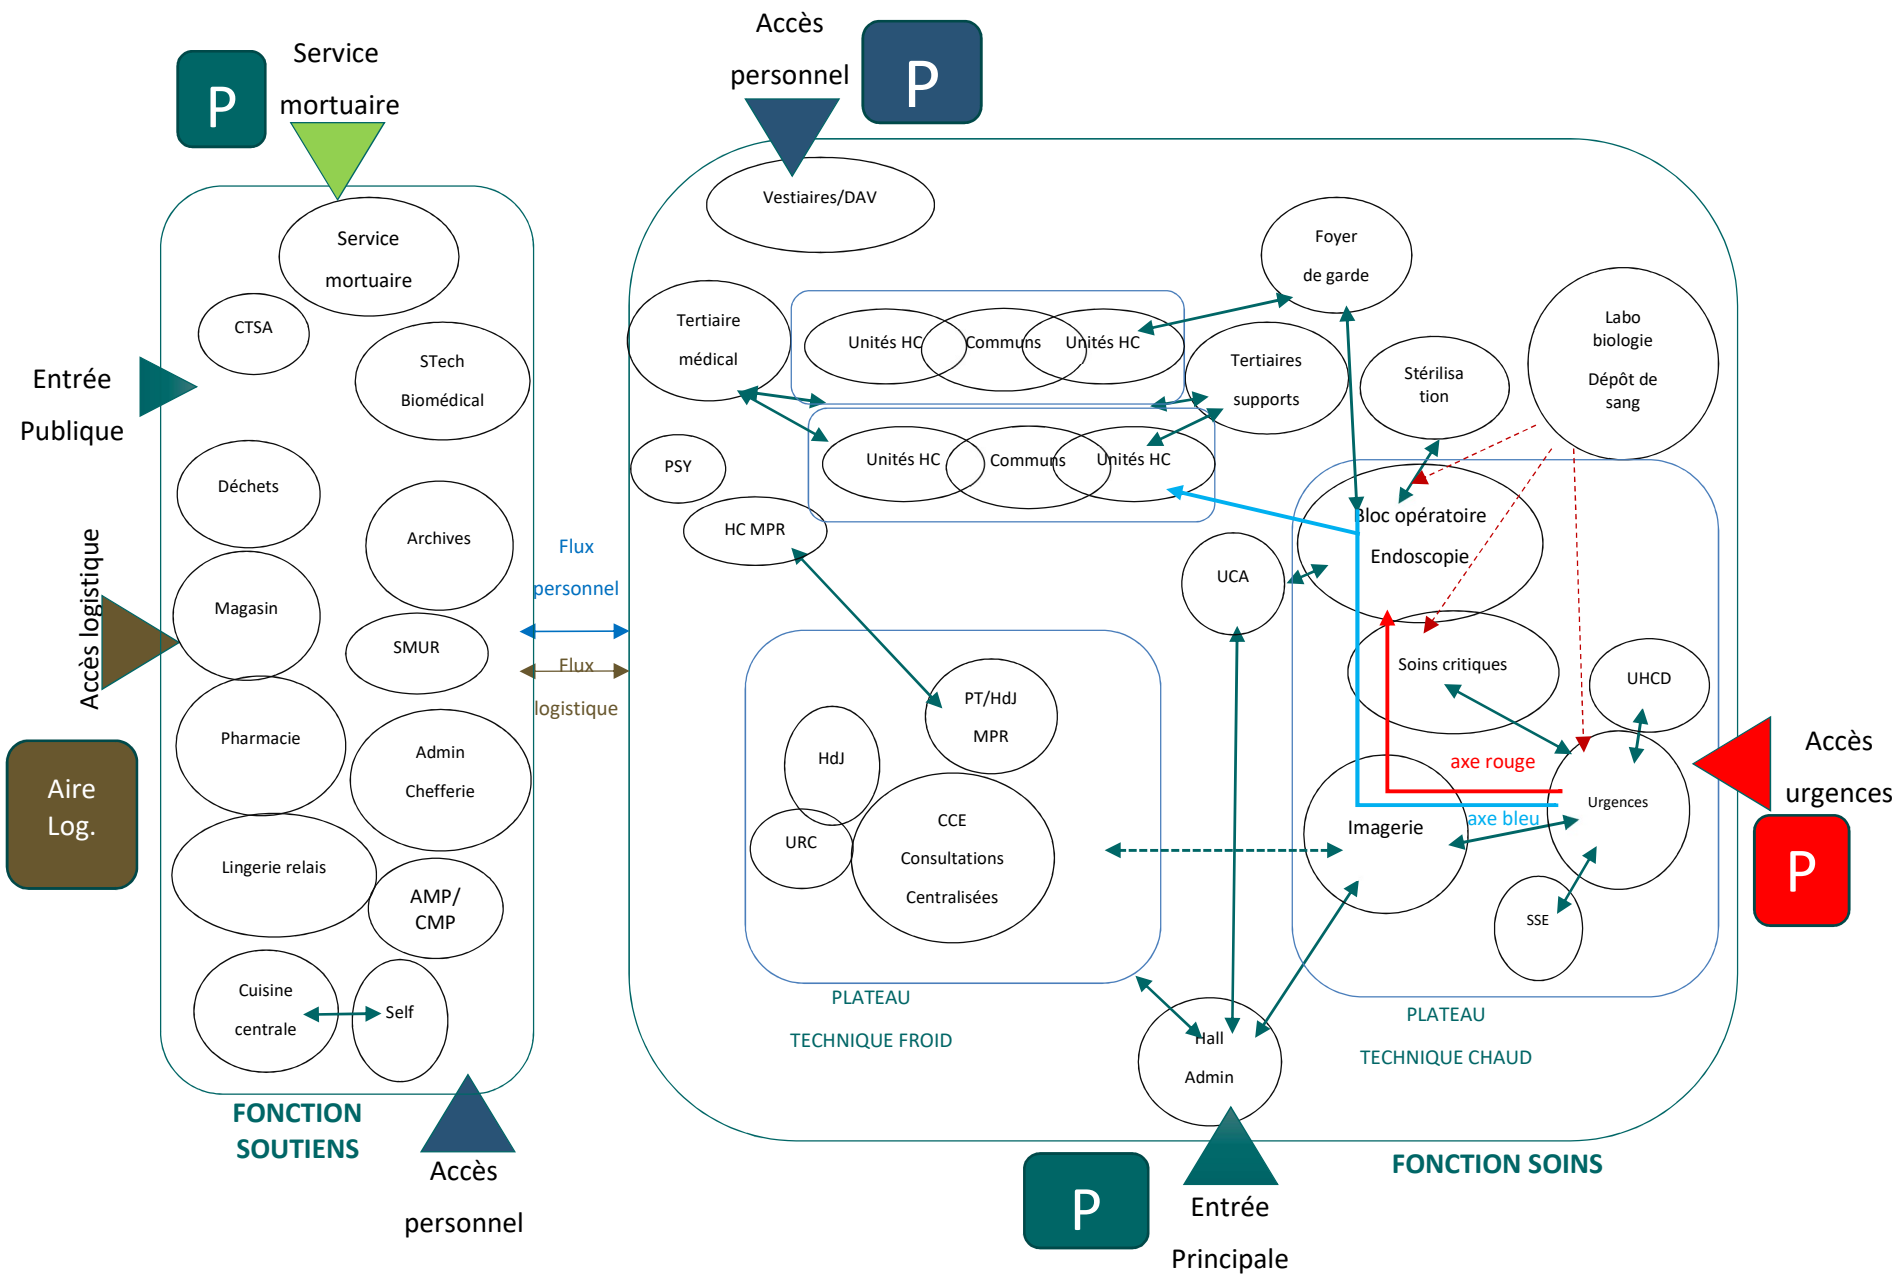 Service
mortuaire
P
Accès
personnel
P
Service
mortuaire
CTSA
STech
Biomédical
Entrée
Publique
Déchets
Archives
Accès logistique
Magasin
SMUR
Pharmacie
Admin
Chefferie
Aire
Log.
Lingerie relais
AMP/
CMP
Cuisine
centrale
Self
FONCTION
SOUTIENS
Accès
personnel
Flux
personnel
Flux
logistique
Vestiaires/DAV
Foyer
de garde
Tertiaire
médical
Unités HC
Communs
Unités HC
Tertiaires
supports
Stérilisa
tion
Labo
biologie
Dépôt de
sang
PSY
Unités HC
Communs
Unités HC
HC MPR
Bloc opératoire
Endoscopie
UCA
Soins critiques
UHCD
PT/HdJ
MPR
HdJ
URC
CCE
Consultations
Centralisées
axe rouge
Urgences
axe bleu
Imagerie
SSE
Accès
urgences
P
PLATEAU
TECHNIQUE FROID
PLATEAU
TECHNIQUE CHAUD
Hall
Admin
FONCTION SOINS
P
Entrée
Principale